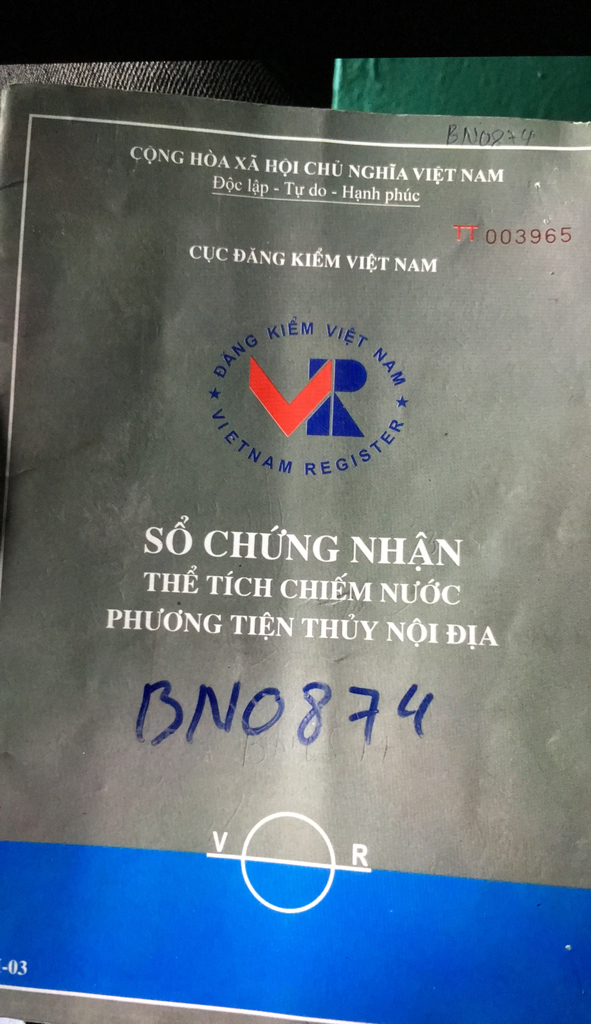 BN0874
CỘNG HÒA XÃ HỘI CHỦ NGHĨA VIỆT NAM
Độc lập - Tự do - Hạnh phúc
TT 003965
CỤC ĐĂNG KIỂM VIỆT NAM
★ ĐĂNG KIỂM VIỆT NAM ★
VR
VIETNAM REGISTER
SỔ CHỨNG NHẬN
THỂ TÍCH CHIẾM NƯỚC
PHƯƠNG TIỆN THỦY NỘI ĐỊA
BN0874
V R
-03